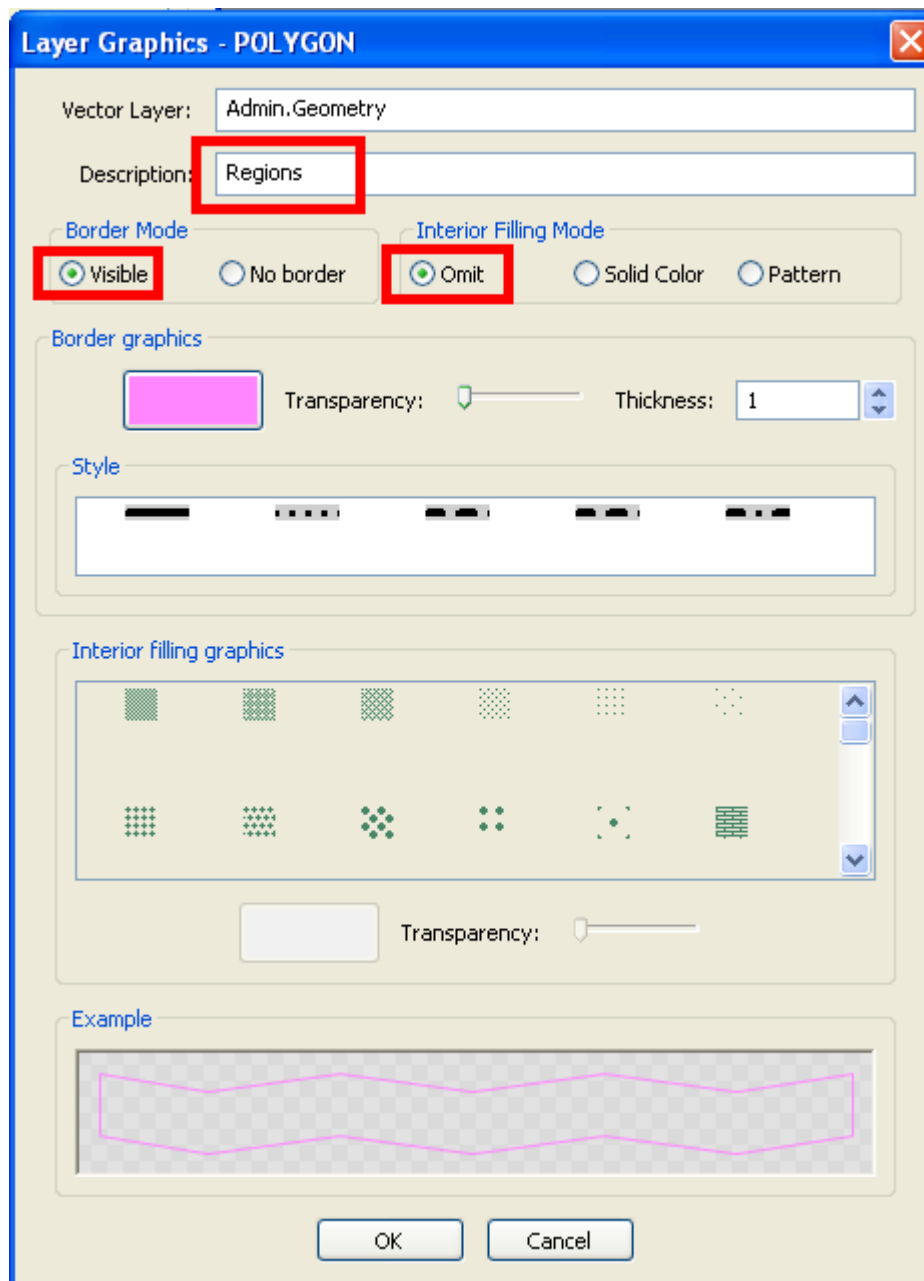 Layer Graphics - POLYGON
Vector Layer: Admin.Geometry
Description: Regions
Border Mode Interior Filling Mode
Visible No border Omit Solid Color Pattern
Border graphics
Transparency: Thickness: 1
Style
Interior filling graphics
Transparency:
Example
OK Cancel